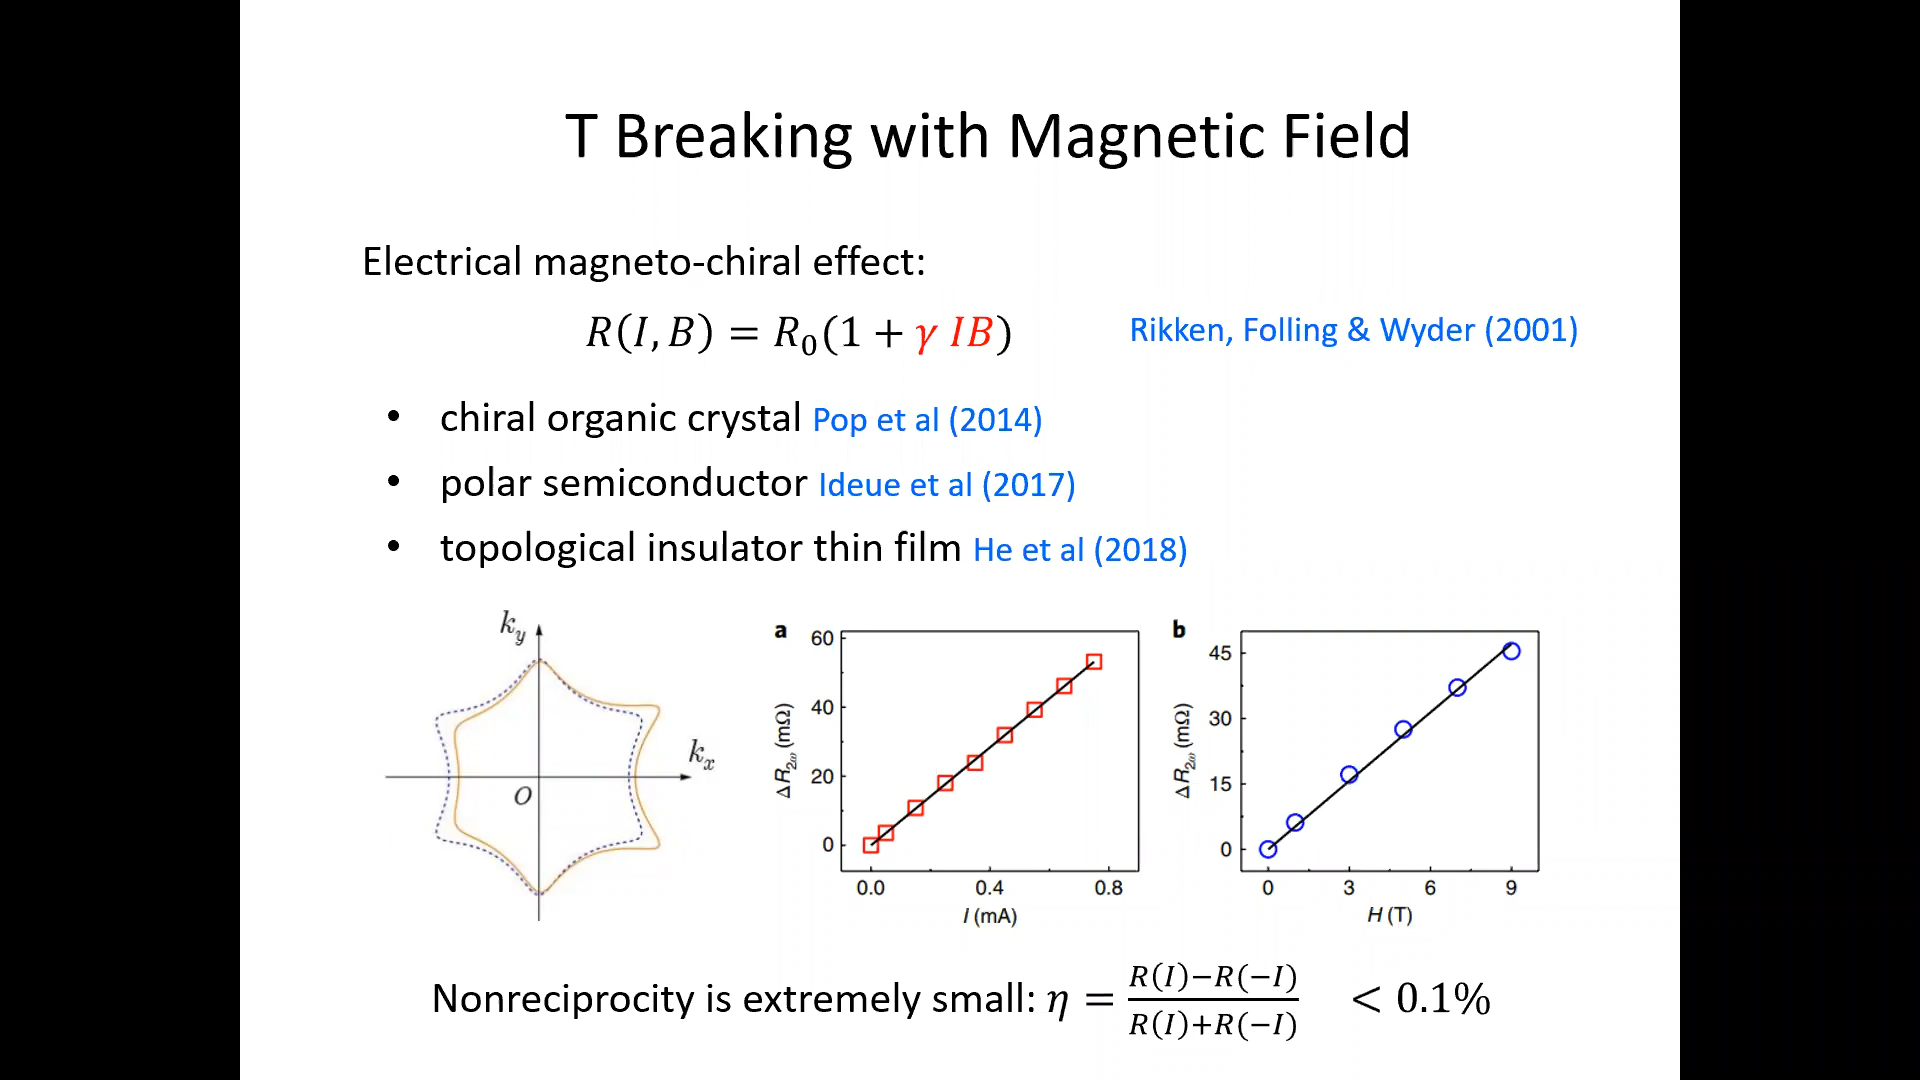 T Breaking with Magnetic Field
Electrical magneto-chiral effect:
R(I, B) = R₀(1 + γ IB)
Rikken, Folling & Wyder (2001)
• chiral organic crystal Pop et al (2014)
• polar semiconductor Ideue et al (2017)
• topological insulator thin film He et al (2018)
k_y
k_x
O
a
60
40
20
0
ΔR₂ω (mΩ)
0.0 0.4 0.8
I (mA)
b
45
30
15
0
ΔR₂ω (mΩ)
0 3 6 9
H (T)
Nonreciprocity is extremely small: η = (R(I)−R(−I))/(R(I)+R(−I)) < 0.1%